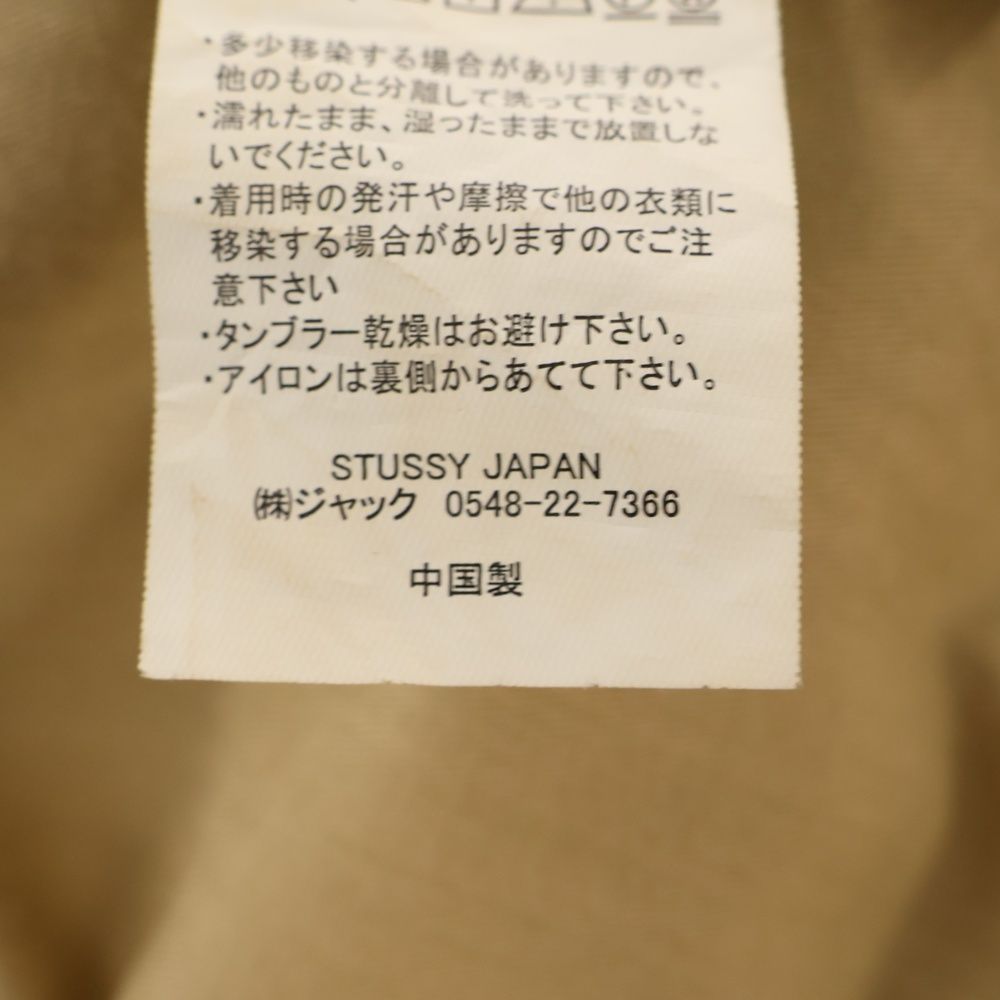 ・多少移染する場合がありますので、
他のものと分離して洗って下さい。
・濡れたまま、湿ったままで放置しな
いでください。
・着用時の発汗や摩擦で他の衣類に
移染する場合がありますのでご注
意下さい
・タンブラー乾燥はお避け下さい。
・アイロンは裏側からあてて下さい。
STUSSY JAPAN
㈱ジャック 0548-22-7366
中国製